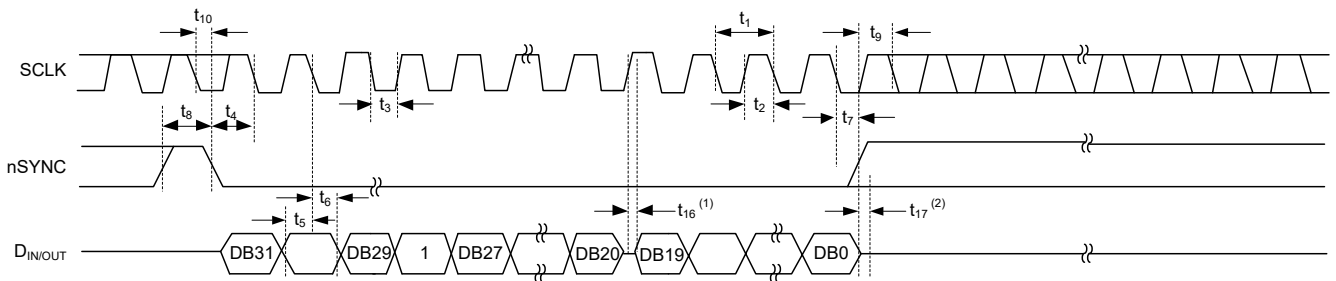 t10
t1
t9
SCLK
t3
t2
t8
t4
t7
nSYNC
t6
t5
t16 (1)
t17 (2)
DIN/OUT
DB31
DB29
1
DB27
DB20
DB19
DB0